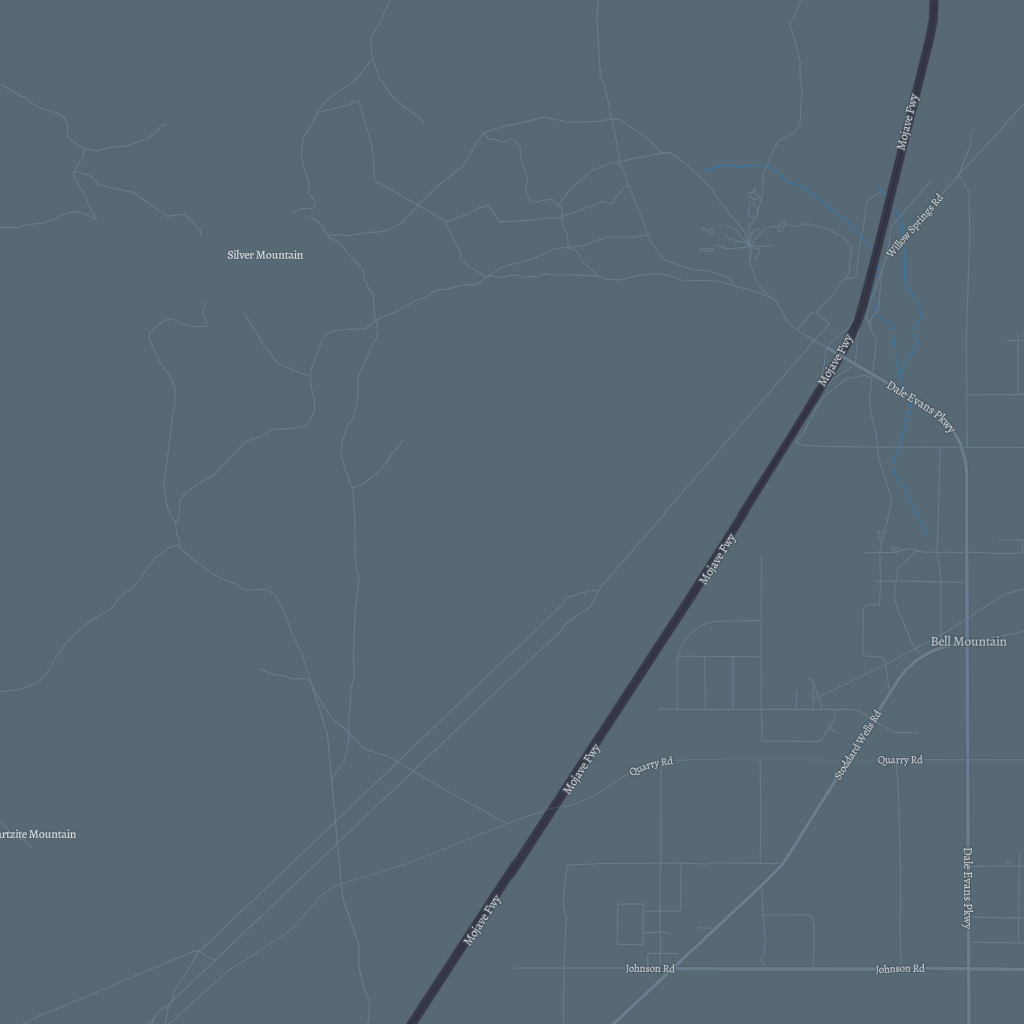 Mojave Fwy
Willow Springs Rd
Silver Mountain
Mojave Fwy
Dale Evans Pkwy
Mojave Fwy
Bell Mountain
Stoddard Wells Rd
Mojave Fwy
Quarry Rd
Quarry Rd
artzite Mountain
Dale Evans Pkwy
Mojave Fwy
Johnson Rd
Johnson Rd